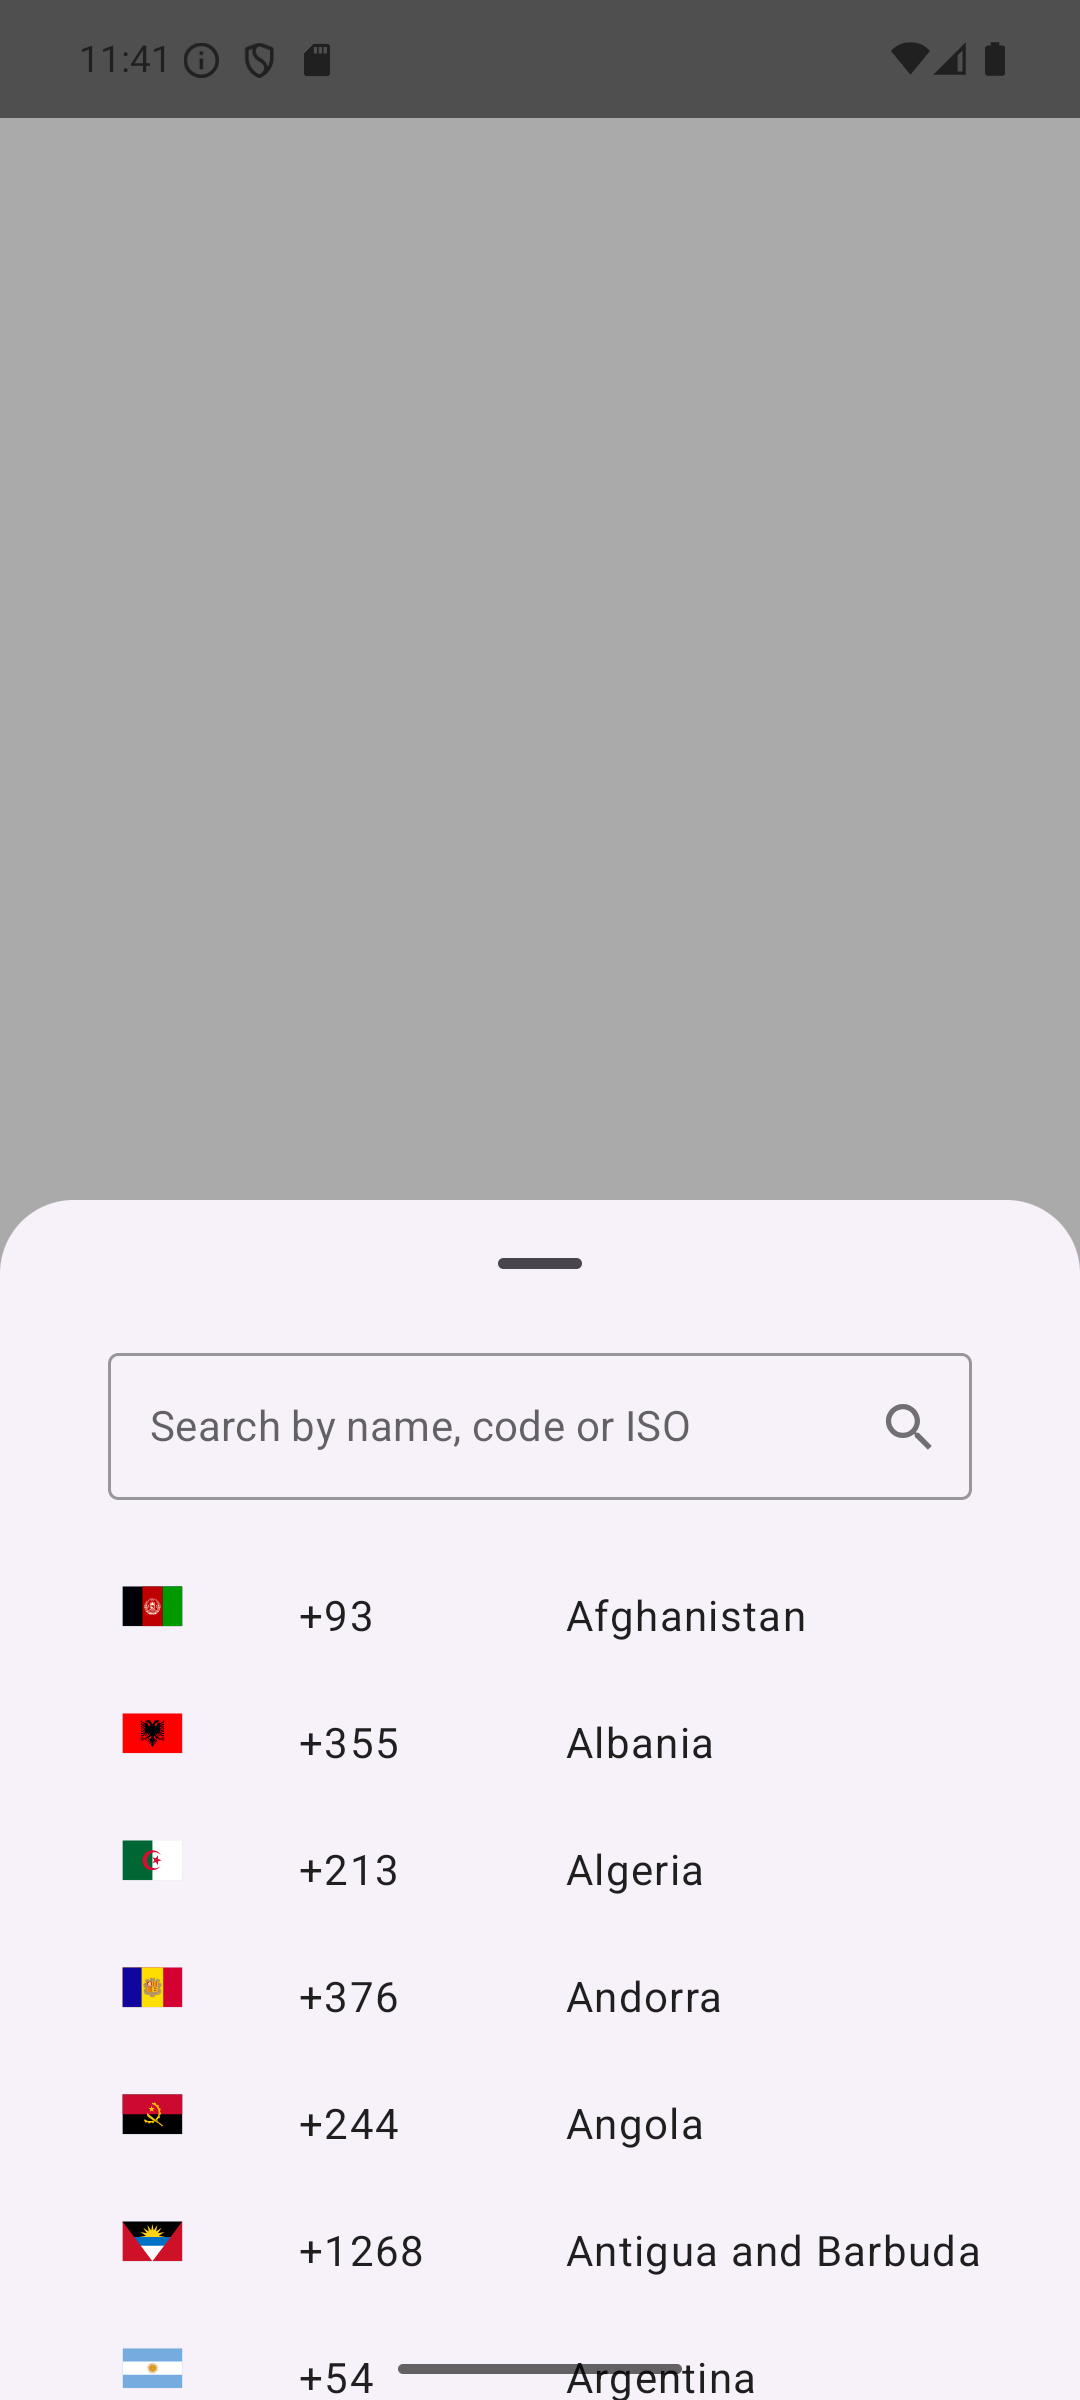 11:41
Search by name, code or ISO
+93 Afghanistan
+355 Albania
+213 Algeria
+376 Andorra
+244 Angola
+1268 Antigua and Barbuda
+54 Argentina